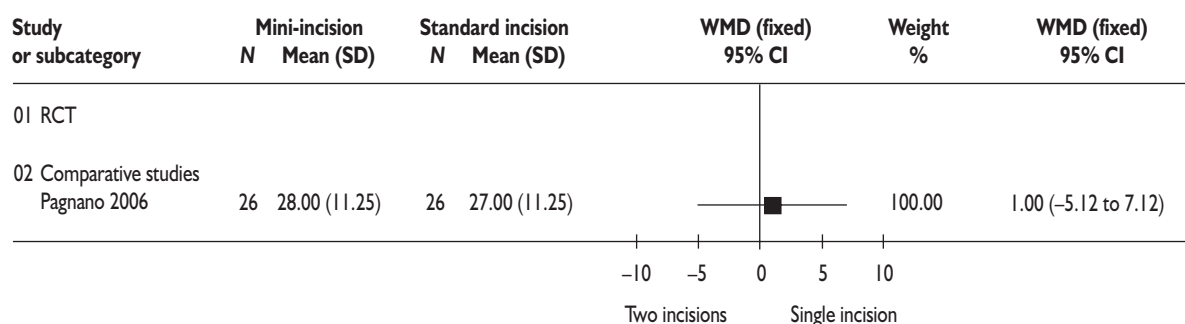 Study Mini-incision Standard incision WMD (fixed) Weight WMD (fixed)
or subcategory N Mean (SD) N Mean (SD) 95% CI % 95% CI
01 RCT
02 Comparative studies
Pagnano 2006 26 28.00 (11.25) 26 27.00 (11.25) 100.00 1.00 (–5.12 to 7.12)
–10 –5 0 5 10
Two incisions Single incision